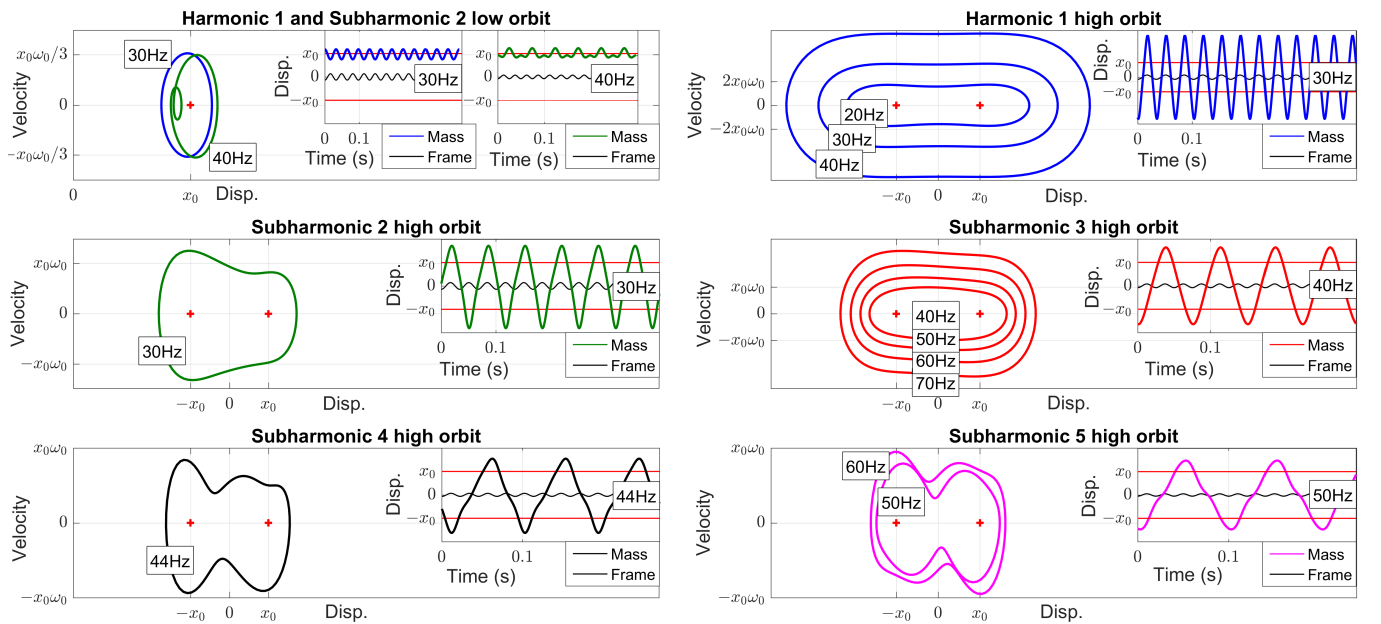 Harmonic 1 and Subharmonic 2 low orbit
Velocity
x₀ω₀/3
0
-x₀ω₀/3
30Hz
40Hz
0
x₀
Disp.
Disp.
x₀
0
−x₀
30Hz
0
0.1
Time (s)
Mass
Frame
x₀
0
−x₀
40Hz
0
0.1
Time (s)
Mass
Frame
Harmonic 1 high orbit
Velocity
2x₀ω₀
0
−2x₀ω₀
20Hz
30Hz
40Hz
−x₀
0
x₀
Disp.
Disp.
x₀
0
−x₀
30Hz
0
0.1
Time (s)
Mass
Frame
Subharmonic 2 high orbit
Velocity
x₀ω₀
0
−x₀ω₀
30Hz
−x₀
0
x₀
Disp.
Disp.
x₀
0
−x₀
30Hz
0
0.1
Time (s)
Mass
Frame
Subharmonic 3 high orbit
Velocity
x₀ω₀
0
−x₀ω₀
40Hz
50Hz
60Hz
70Hz
−x₀
0
x₀
Disp.
Disp.
x₀
0
−x₀
40Hz
0
0.1
Time (s)
Mass
Frame
Subharmonic 4 high orbit
Velocity
x₀ω₀
0
−x₀ω₀
44Hz
−x₀
0
x₀
Disp.
Disp.
x₀
0
−x₀
44Hz
0
0.1
Time (s)
Mass
Frame
Subharmonic 5 high orbit
Velocity
x₀ω₀
0
−x₀ω₀
60Hz
50Hz
−x₀
0
x₀
Disp.
Disp.
x₀
0
−x₀
50Hz
0
0.1
Time (s)
Mass
Frame